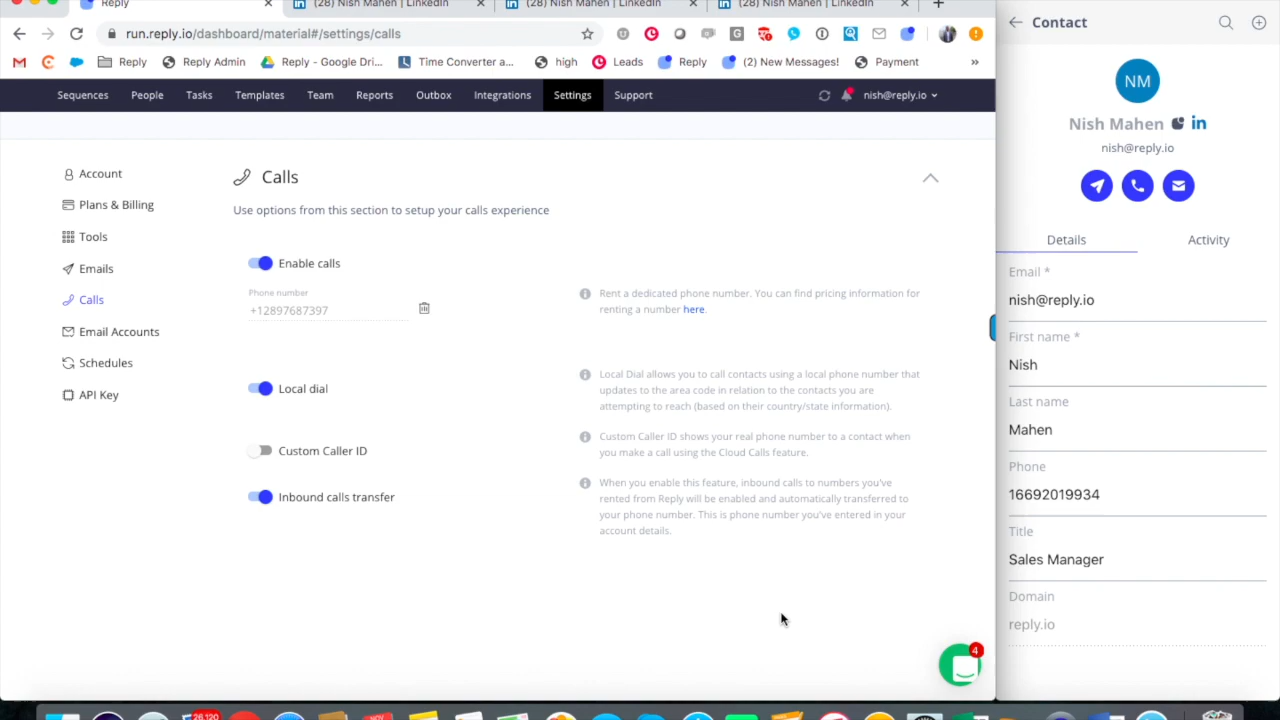 Reply
(28) Nish Mahen | LinkedIn
(28) Nish Mahen | LinkedIn
(28) Nish Mahen | LinkedIn
run.reply.io/dashboard/material#/settings/calls
Reply
Reply Admin
Reply - Google Dri...
Time Converter a...
high
Leads
Reply
(2) New Messages!
Payment
»
Sequences
People
Tasks
Templates
Team
Reports
Outbox
Integrations
Settings
Support
nish@reply.io
Account
Plans & Billing
Tools
Emails
Calls
Email Accounts
Schedules
API Key
Calls
Use options from this section to setup your calls experience
Enable calls
Phone number
+12897687397
Rent a dedicated phone number. You can find pricing information for
renting a number here.
Local dial
Local Dial allows you to call contacts using a local phone number that
updates to the area code in relation to the contacts you are
attempting to reach (based on their country/state information).
Custom Caller ID
Custom Caller ID shows your real phone number to a contact when
you make a call using the Cloud Calls feature.
Inbound calls transfer
When you enable this feature, inbound calls to numbers you've
rented from Reply will be enabled and automatically transferred to
your phone number. This is phone number you've entered in your
account details.
4
Contact
NM
Nish Mahen in
nish@reply.io
Details
Activity
Email *
nish@reply.io
First name *
Nish
Last name
Mahen
Phone
16692019934
Title
Sales Manager
Domain
reply.io
26,120
NOV